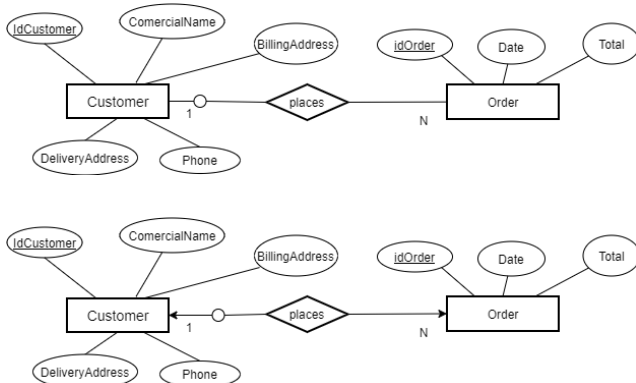 ComercialName
IdCustomer
BillingAddress
idOrder
Date
Total
Customer
places
Order
1
N
DeliveryAddress
Phone
ComercialName
IdCustomer
BillingAddress
idOrder
Date
Total
Customer
places
Order
1
N
DeliveryAddress
Phone